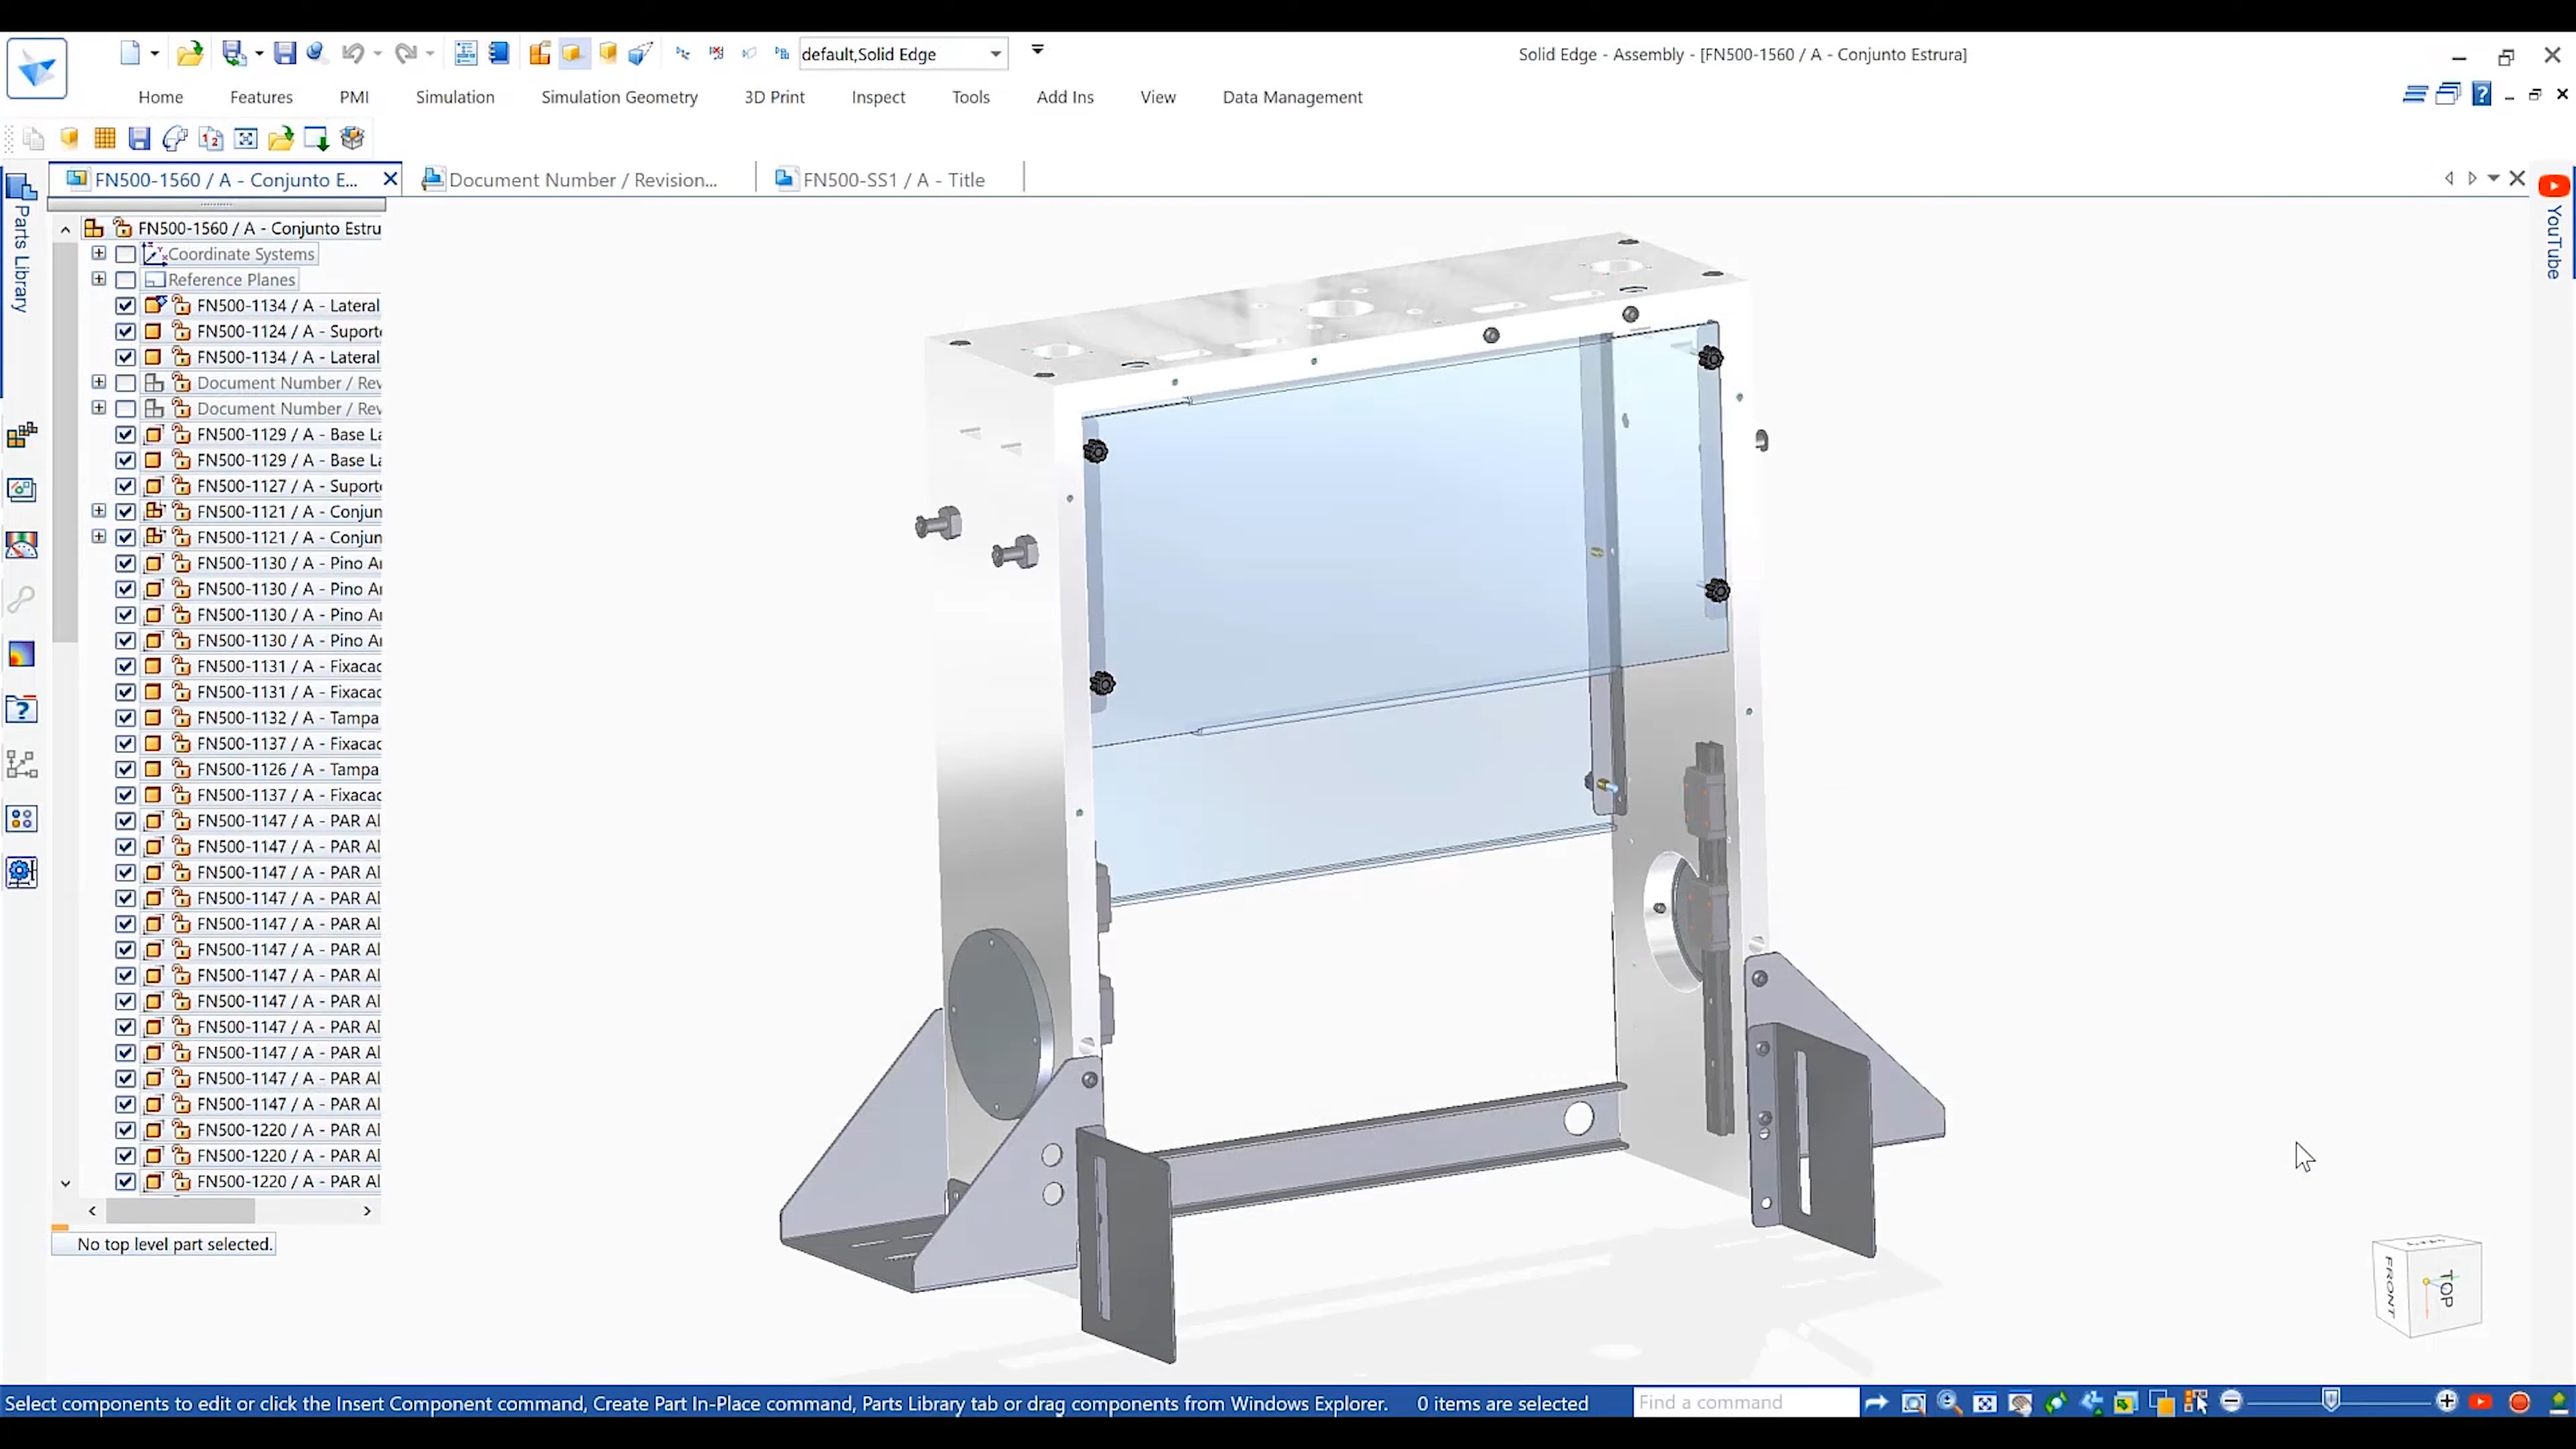 default,Solid Edge
Solid Edge - Assembly - [FN500-1560 / A - Conjunto Estrura]
Home Features PMI Simulation Simulation Geometry 3D Print Inspect Tools Add Ins View Data Management
FN500-1560 / A - Conjunto E... Document Number / Revision... FN500-SS1 / A - Title
Parts Library
YouTube
FN500-1560 / A - Conjunto Estru
Coordinate Systems
Reference Planes
FN500-1134 / A - Lateral
FN500-1124 / A - Suport
FN500-1134 / A - Lateral
Document Number / Rev
Document Number / Rev
FN500-1129 / A - Base La
FN500-1129 / A - Base La
FN500-1127 / A - Suport
FN500-1121 / A - Conjun
FN500-1121 / A - Conjun
FN500-1130 / A - Pino A
FN500-1130 / A - Pino A
FN500-1130 / A - Pino A
FN500-1130 / A - Pino A
FN500-1131 / A - Fixacac
FN500-1131 / A - Fixacac
FN500-1132 / A - Tampa
FN500-1137 / A - Fixacac
FN500-1126 / A - Tampa
FN500-1137 / A - Fixacac
FN500-1147 / A - PAR Al
FN500-1147 / A - PAR Al
FN500-1147 / A - PAR Al
FN500-1147 / A - PAR Al
FN500-1147 / A - PAR Al
FN500-1147 / A - PAR Al
FN500-1147 / A - PAR Al
FN500-1147 / A - PAR Al
FN500-1147 / A - PAR Al
FN500-1147 / A - PAR Al
FN500-1147 / A - PAR Al
FN500-1147 / A - PAR Al
FN500-1220 / A - PAR Al
FN500-1220 / A - PAR Al
FN500-1220 / A - PAR Al
No top level part selected.
FRONT
TOP
Select components to edit or click the Insert Component command, Create Part In-Place command, Parts Library tab or drag components from Windows Explorer. 0 items are selected Find a command